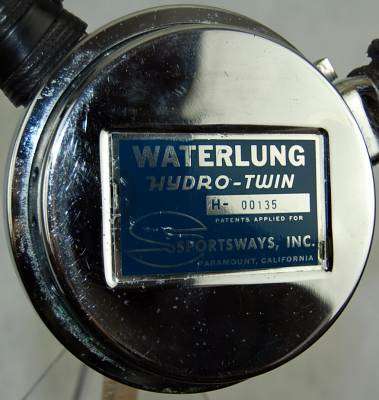 WATERLUNG
HYDRO-TWIN
H- 00135
PATENTS APPLIED FOR
SPORTSWAYS, INC.
PARAMOUNT, CALIFORNIA